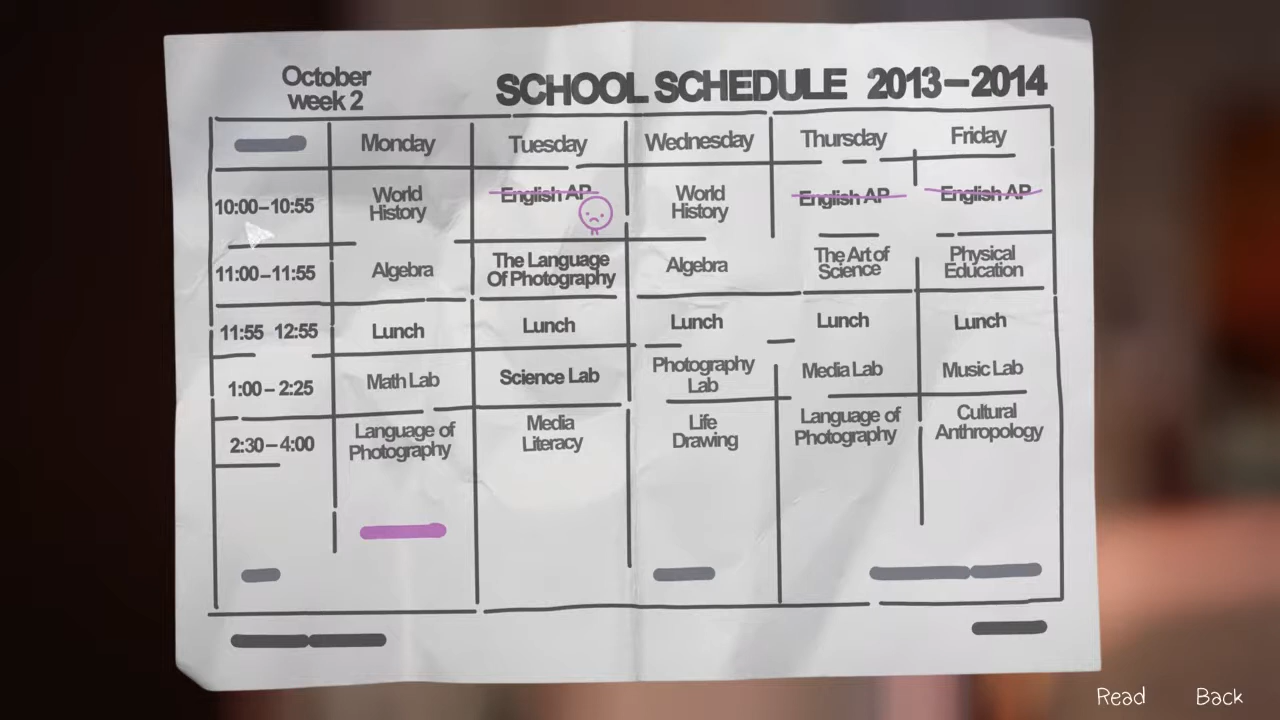 October
week 2
SCHOOL SCHEDULE 2013-2014
Monday Tuesday Wednesday Thursday Friday
10:00-10:55 World
History English AP World
History English AP English AP
11:00-11:55 Algebra The Language
Of Photography Algebra The Art of
Science Physical
Education
11:55 12:55 Lunch Lunch Lunch Lunch Lunch
1:00-2:25 Math Lab Science Lab Photography
Lab Media Lab Music Lab
2:30-4:00 Language of
Photography Media
Literacy Life
Drawing Language of
Photography Cultural
Anthropology
Read Back